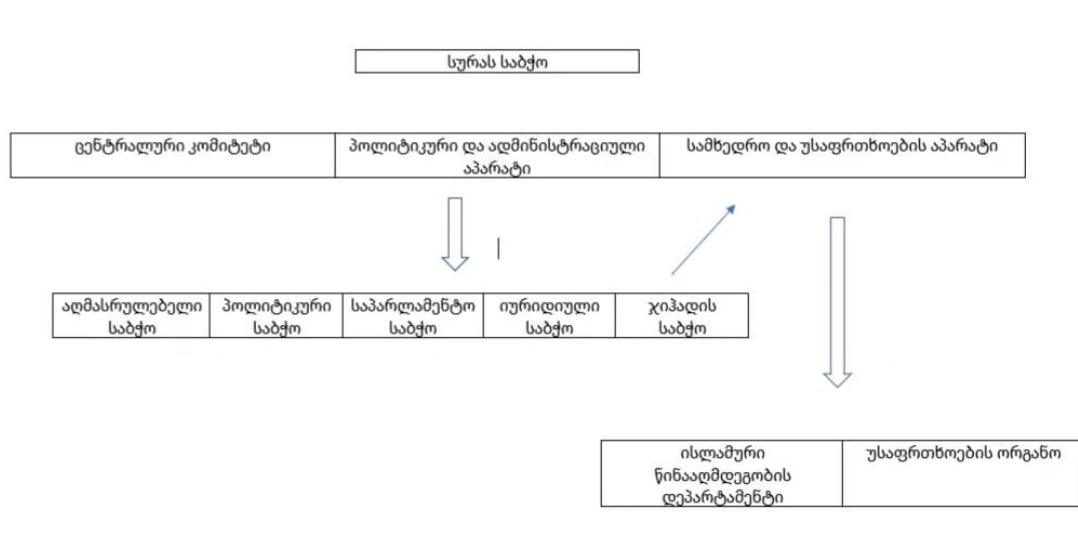 სურას საბჭო
ცენტრალური კომიტეტი
პოლიტიკური და ადმინისტრაციული
აპარატი
სამხედრო და უსაფრთხოების აპარატი
აღმასრულებელი
საბჭო
პოლიტიკური
საბჭო
საპარლამენტო
საბჭო
იურიდიული
საბჭო
ჯიჰადის
საბჭო
ისლამური
წინააღმდეგობის
დეპარტამენტი
უსაფრთხოების ორგანო